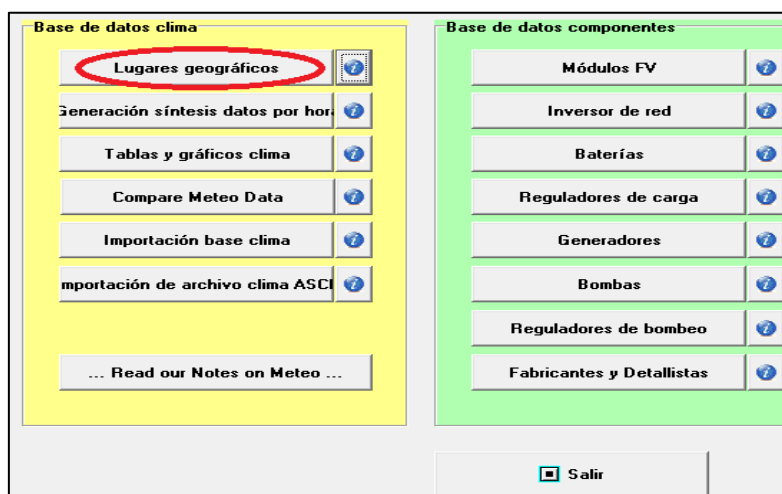 Base de datos clima
Lugares geográficos
Generación síntesis datos por hora
Tablas y gráficos clima
Compare Meteo Data
Importación base clima
mportación de archivo clima ASCI
... Read our Notes on Meteo ...
Base de datos componentes
Módulos FV
Inversor de red
Baterías
Reguladores de carga
Generadores
Bombas
Reguladores de bombeo
Fabricantes y Detallistas
Salir